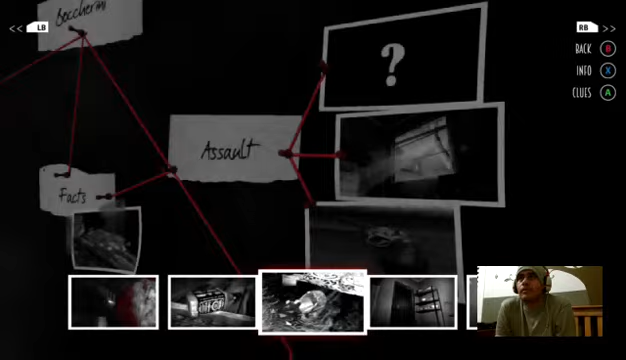 Boccherini
<< LB
RB >>
BACK B
INFO X
CLUES A
?
Assault
Facts